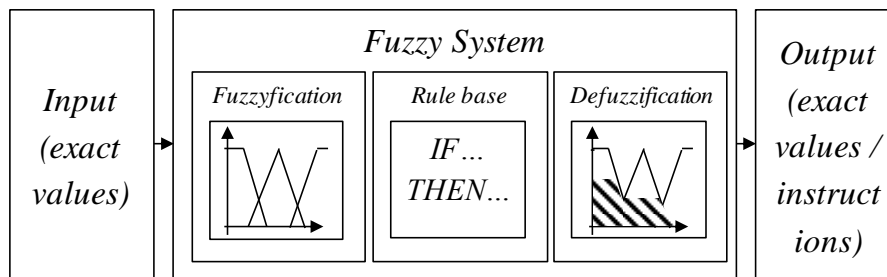 Input
(exact
values)
Fuzzy System
Fuzzyfication
Rule base
IF...
THEN...
Defuzzification
Output
(exact
values /
instruct
ions)